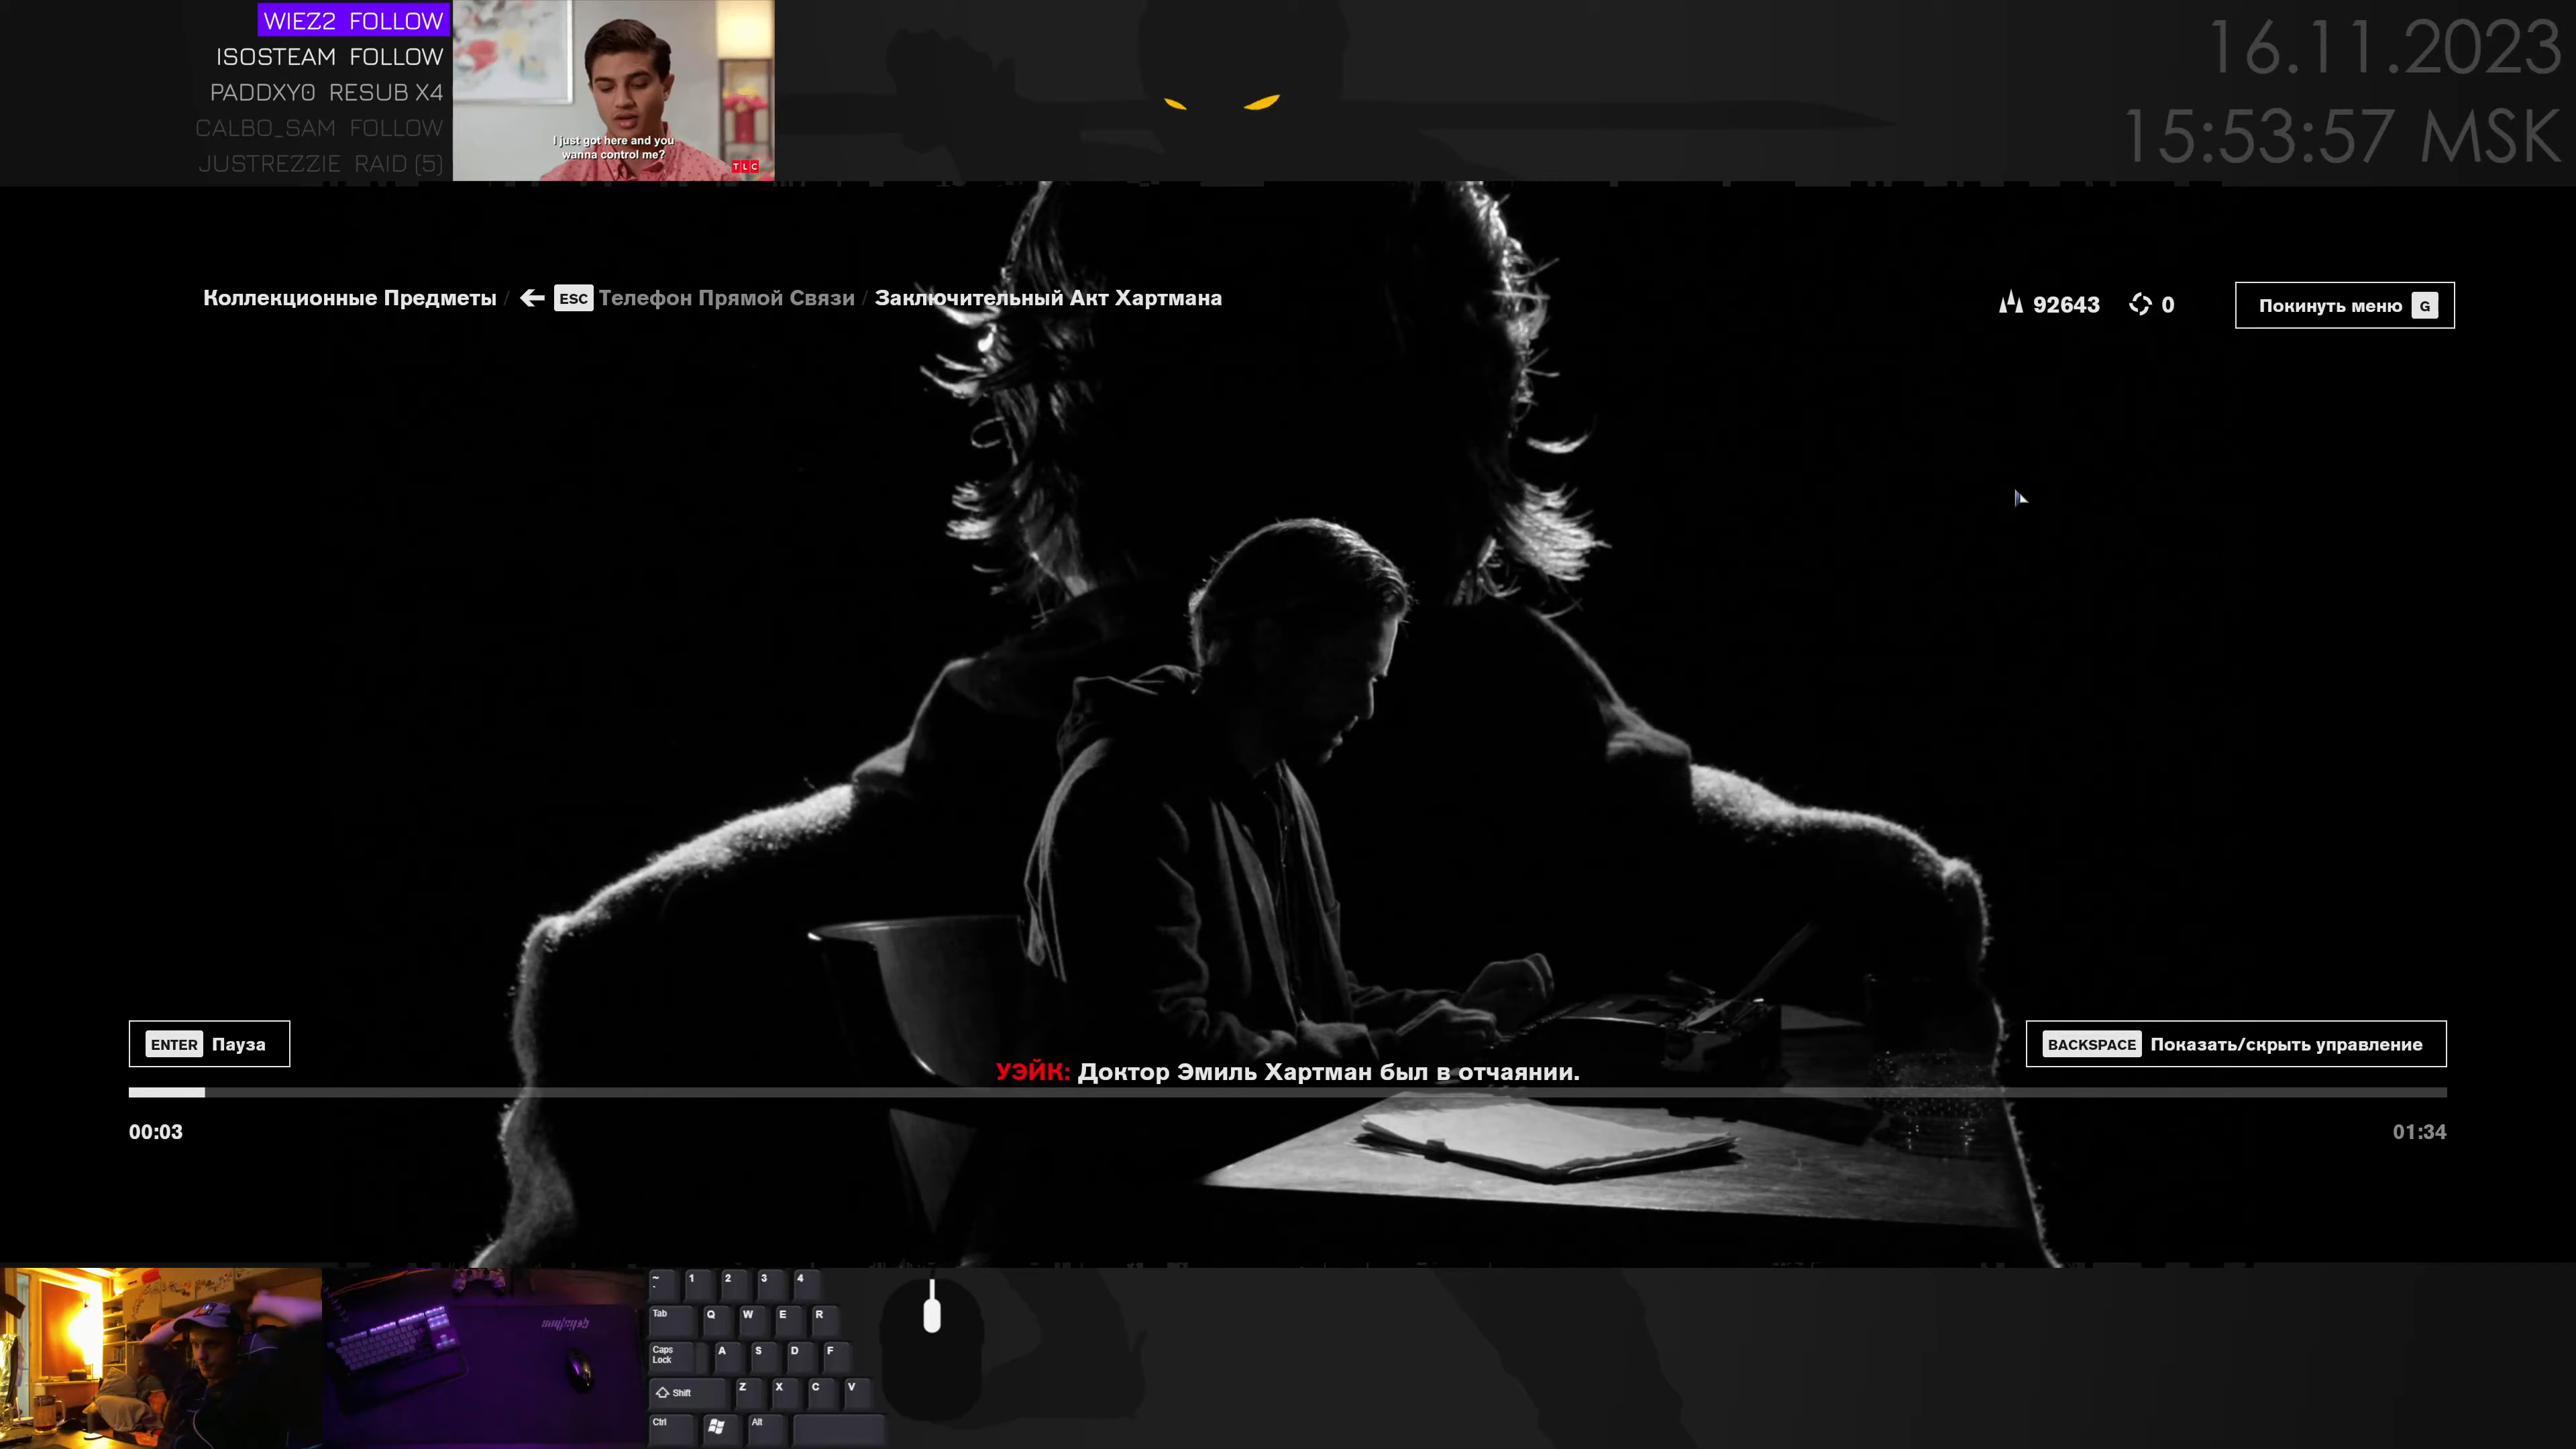 WIEZ2 FOLLOW
ISOSTEAM FOLLOW
PADDXY0 RESUB X4
CALBO_SAM FOLLOW
JUSTREZZIE RAID (5)
I just got here and you
wanna control me?
TLC
16.11.2023
15:53:57 MSK
Коллекционные Предметы / ESC Телефон Прямой Связи / Заключительный Акт Хартмана
92643 0
Покинуть меню G
ENTER Пауза
BACKSPACE Показать/скрыть управление
УЭЙК: Доктор Эмиль Хартман был в отчаянии.
00:03
01:34
~ 1 2 3 4
Tab Q W E R
Caps Lock A S D F
Shift Z X C V
Ctrl Alt